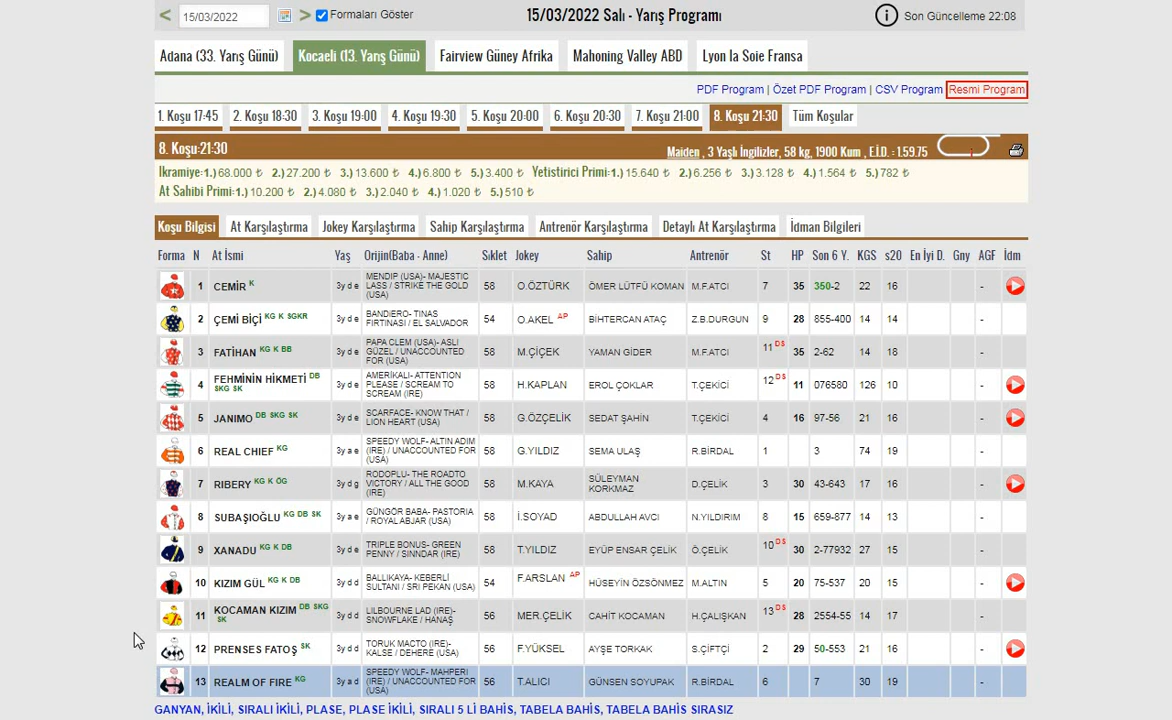 15/03/2022 Formaları Göster 15/03/2022 Salı - Yarış Programı Son Güncelleme 22:08
Adana (33. Yarış Günü) Kocaeli (13. Yarış Günü) Fairview Güney Afrika Mahoning Valley ABD Lyon la Soie Fransa
PDF Program | Özet PDF Program | CSV Program Resmi Program
1. Koşu 17:45 2. Koşu 18:30 3. Koşu 19:00 4. Koşu 19:30 5. Koşu 20:00 6. Koşu 20:30 7. Koşu 21:00 8. Koşu 21:30 Tüm Koşular
8. Koşu:21:30 Maiden , 3 Yaşlı İngilizler, 58 kg, 1900 Kum , E.İ.D. : 1.59.75
İkramiye:1.) 68.000 ₺ 2.) 27.200 ₺ 3.) 13.600 ₺ 4.) 6.800 ₺ 5.) 3.400 ₺ Yetistirici Primi:1.) 15.640 ₺ 2.) 6.256 ₺ 3.) 3.128 ₺ 4.) 1.564 ₺ 5.) 782 ₺
At Sahibi Primi:1.) 10.200 ₺ 2.) 4.080 ₺ 3.) 2.040 ₺ 4.) 1.020 ₺ 5.) 510 ₺
Koşu Bilgisi At Karşılaştırma Jokey Karşılaştırma Sahip Karşılaştırma Antrenör Karşılaştırma Detaylı At Karşılaştırma İdman Bilgileri
Forma N At İsmi Yaş Orijin(Baba - Anne) Sıklet Jokey Sahip Antrenör St HP Son 6 Y. KGS s20 En İyi D. Gny AGF İdm
1 CEMİR K 3y d e MENDIP (USA)- MAJESTIC LASS / STRIKE THE GOLD (USA) 58 O.ÖZTÜRK ÖMER LÜTFÜ KOMAN M.F.ATCI 7 35 350-2 22 16 -
2 ÇEMİ BİÇİ KG K SGKR 3y d e BANDIERO- TINAS FIRTINASI / EL SALVADOR 54 O.AKEL AP BİHTERCAN ATAÇ Z.B.DURGUN 9 28 855-400 14 14 -
3 FATİHAN KG K BB 3y d e PAPA CLEM (USA)- ASLI GÜZEL / UNACCOUNTED FOR (USA) 58 M.ÇİÇEK YAMAN GİDER M.F.ATCI 11 DS 35 2-62 14 18 -
4 FEHMİNİN HİKMETİ DB SKG SK 3y d e AMERİKALI- ATTENTION PLEASE / SCREAM TO SCREAM (IRE) 58 H.KAPLAN EROL ÇOKLAR T.ÇEKİCİ 12 DS 11 076580 126 10 -
5 JANIMO DB SKG SK 3y d e SCARFACE- KNOW THAT / LION HEART (USA) 58 G.ÖZÇELİK SEDAT ŞAHİN T.ÇEKİCİ 4 16 97-56 21 16 -
6 REAL CHIEF KG 3y d e SPEEDY WOLF- ALTIN ADIM (IRE) / UNACCOUNTED FOR (USA) 58 G.YILDIZ SEMA ULAŞ R.BİRDAL 1 3 74 19 -
7 RIBERY KG K ÖG 3y d g RODOPLU- THE ROADTO VICTORY / ALL THE GOOD (IRE) 58 M.KAYA SÜLEYMAN KORKMAZ D.ÇELİK 3 30 43-643 17 16 -
8 SUBAŞIOĞLU KG DB SK 3y a e GÜNGÖR BABA- PASTORIA / ROYAL ABJAR (USA) 58 İ.SOYAD ABDULLAH AVCI N.YILDIRIM 8 15 659-877 14 13 -
9 XANADU KG K DB 3y d e TRIPLE BONUS- GREEN PENNY / SINNDAR (IRE) 58 T.YILDIZ EYÜP ENSAR ÇELİK Ö.ÇELİK 10 DS 30 2-77932 27 15 -
10 KIZIM GÜL KG K DB 3y d d BALLIKAYA- KEBERLİ SULTANI / SRI PEKAN (USA) 54 F.ARSLAN AP HÜSEYİN ÖZSÖNMEZ M.ALTIN 5 20 75-537 20 15 -
11 KOCAMAN KIZIM DB SKG SK 3y d d LILBOURNE LAD (IRE)- SNOWFLAKE / HANAŞ 56 MER.ÇELİK CAHİT KOCAMAN H.ÇALIŞKAN 13 DS 28 2554-655 14 17 -
12 PRENSES FATOŞ SK 3y d d TORUK MACTO (IRE)- KALSE / DEHERE (USA) 56 F.YÜKSEL AYŞE TORKAK S.ÇİFTÇİ 2 29 50-553 21 16 -
13 REALM OF FIRE KG 3y a d SPEEDY WOLF- MAHPERI (IRE) / UNACCOUNTED FOR (USA) 56 T.ALICI GÜNSEN SOYUPAK R.BİRDAL 6 7 30 19 -
GANYAN, İKİLİ, SIRALI İKİLİ, PLASE, PLASE İKİLİ, SIRALI 5 Lİ BAHİS, TABELA BAHİS, TABELA BAHİS SIRASIZ